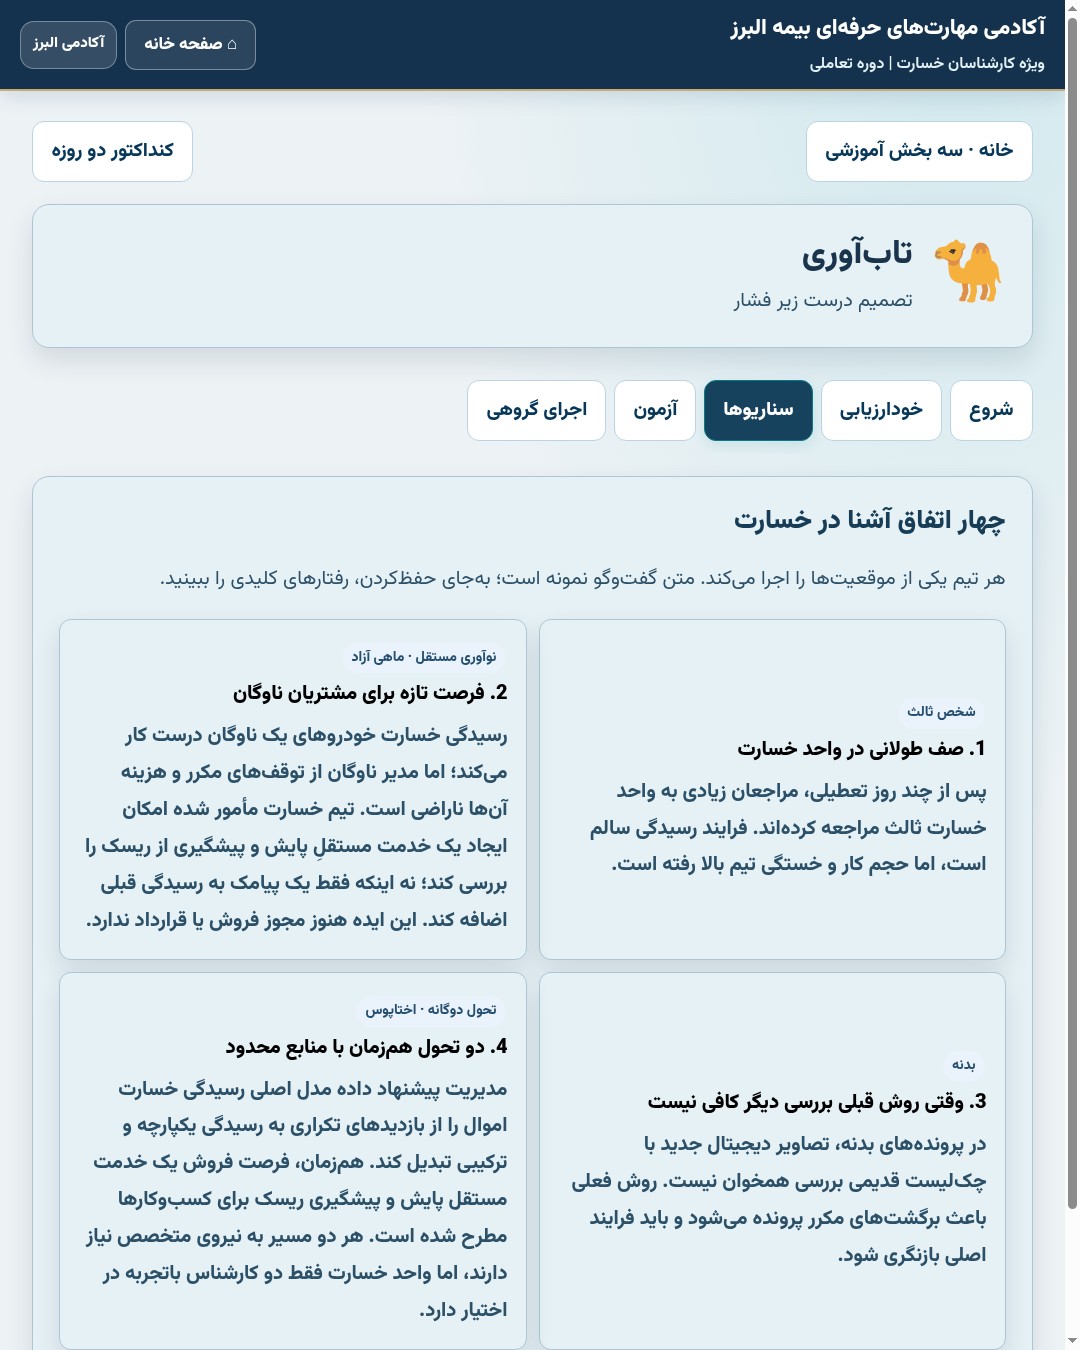 آکادمی مهارت‌های حرفه‌ای بیمه البرز
ویژه کارشناسان خسارت | دوره تعاملی
⌂ صفحه خانه
آکادمی البرز
خانه · سه بخش آموزشی
کنداکتور دو روزه
تاب‌آوری
تصمیم درست زیر فشار
شروع
خودارزیابی
سناریوها
آزمون
اجرای گروهی
چهار اتفاق آشنا در خسارت
هر تیم یکی از موقعیت‌ها را اجرا می‌کند. متن گفت‌وگو نمونه است؛ به‌جای حفظ‌کردن، رفتارهای کلیدی را ببینید.
شخص ثالث
1. صف طولانی در واحد خسارت
پس از چند روز تعطیلی، مراجعان زیادی به واحد
خسارت ثالث مراجعه کرده‌اند. فرایند رسیدگی سالم
است، اما حجم کار و خستگی تیم بالا رفته است.
نوآوری مستقل · ماهی آزاد
2. فرصت تازه برای مشتریان ناوگان
رسیدگی خسارت خودروهای یک ناوگان درست کار
می‌کند؛ اما مدیر ناوگان از توقف‌های مکرر و هزینه
آن‌ها ناراضی است. تیم خسارت مأمور شده امکان
ایجاد یک خدمت مستقلِ پایش و پیشگیری از ریسک را
بررسی کند؛ نه اینکه فقط یک پیامک به رسیدگی قبلی
اضافه کند. این ایده هنوز مجوز فروش یا قرارداد ندارد.
بدنه
3. وقتی روش قبلی بررسی دیگر کافی نیست
در پرونده‌های بدنه، تصاویر دیجیتال جدید با
چک‌لیست قدیمی بررسی همخوان نیست. روش فعلی
باعث برگشت‌های مکرر پرونده می‌شود و باید فرایند
اصلی بازنگری شود.
تحول دوگانه · اختاپوس
4. دو تحول هم‌زمان با منابع محدود
مدیریت پیشنهاد داده مدل اصلی رسیدگی خسارت
اموال را از بازدیدهای تکراری به رسیدگی یکپارچه و
ترکیبی تبدیل کند. هم‌زمان، فرصت فروش یک خدمت
مستقل پایش و پیشگیری ریسک برای کسب‌وکارها
مطرح شده است. هر دو مسیر به نیروی متخصص نیاز
دارند، اما واحد خسارت فقط دو کارشناس باتجربه در
اختیار دارد.